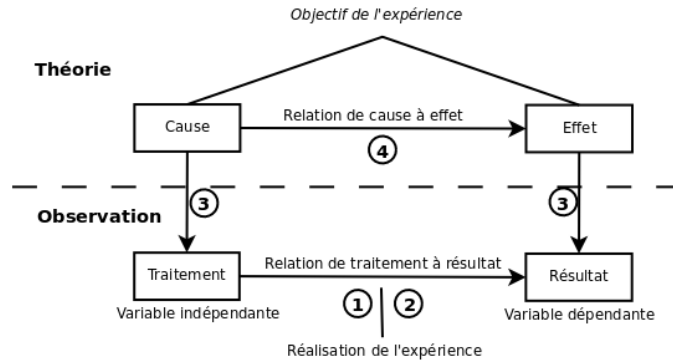 Objectif de l'expérience
Théorie
Relation de cause à effet
Cause
Effet
4
3
3
Observation
Relation de traitement à résultat
Traitement
Résultat
1
2
Variable indépendante
Variable dépendante
Réalisation de l'expérience